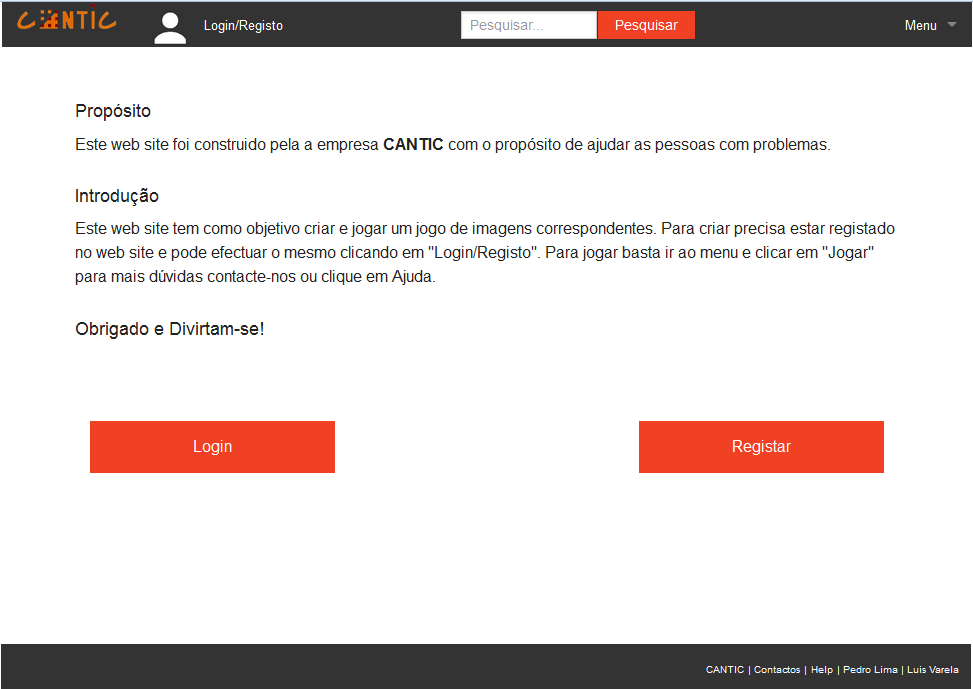 CANTIC
Login/Registo
Pesquisar...
Pesquisar
Menu
Propósito
Este web site foi construido pela a empresa CANTIC com o propósito de ajudar as pessoas com problemas.
Introdução
Este web site tem como objetivo criar e jogar um jogo de imagens correspondentes. Para criar precisa estar registado
no web site e pode efectuar o mesmo clicando em "Login/Registo". Para jogar basta ir ao menu e clicar em "Jogar"
para mais dúvidas contacte-nos ou clique em Ajuda.
Obrigado e Divirtam-se!
Login
Registar
CANTIC | Contactos | Help | Pedro Lima | Luis Varela